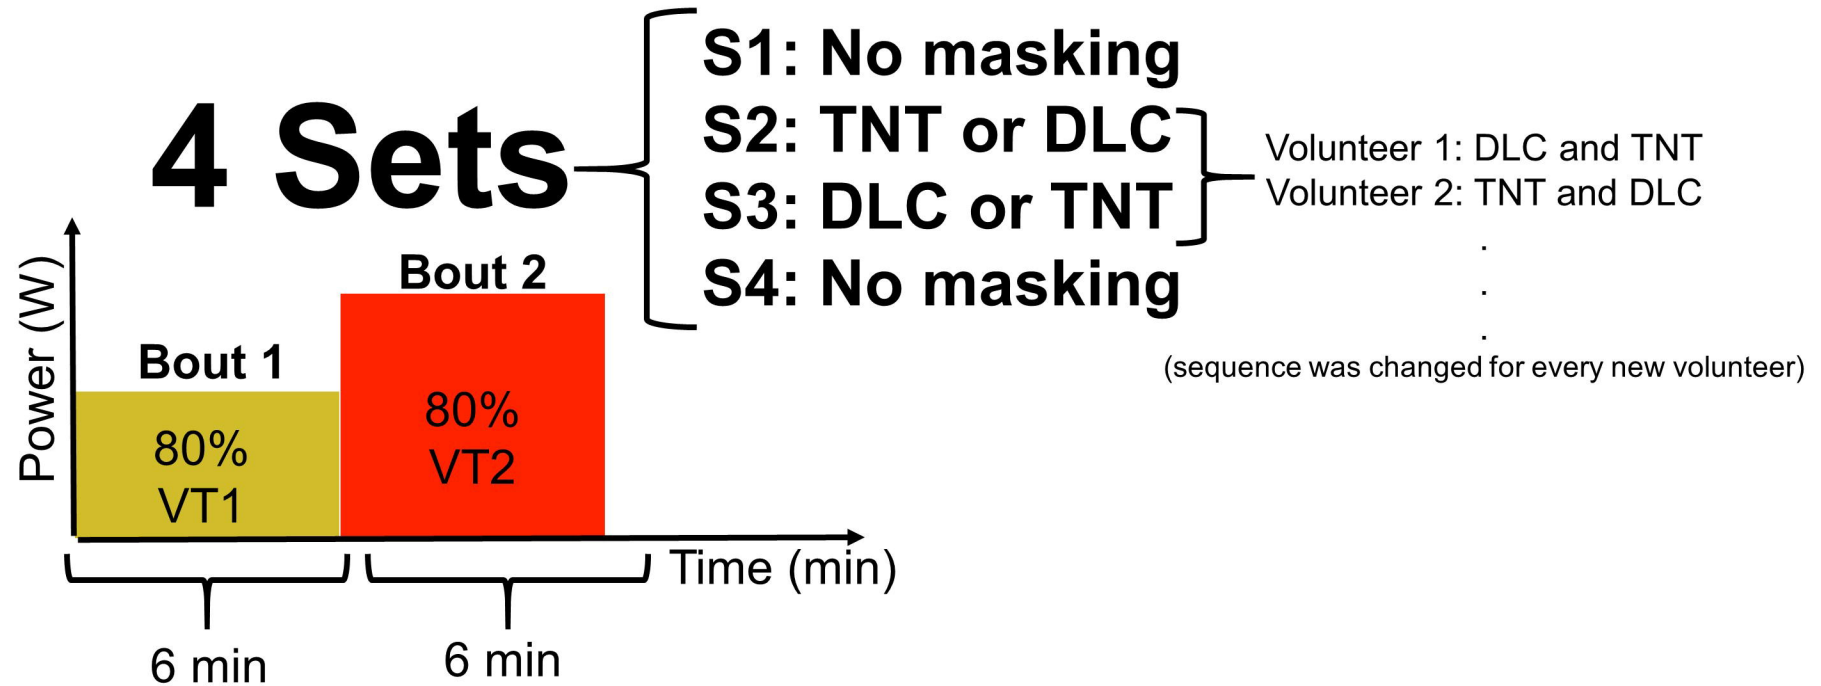 4 Sets
S1: No masking
S2: TNT or DLC
S3: DLC or TNT
S4: No masking
Volunteer 1: DLC and TNT
Volunteer 2: TNT and DLC
.
.
.
(sequence was changed for every new volunteer)
Power (W)
Bout 1
80%
VT1
Bout 2
80%
VT2
Time (min)
6 min
6 min